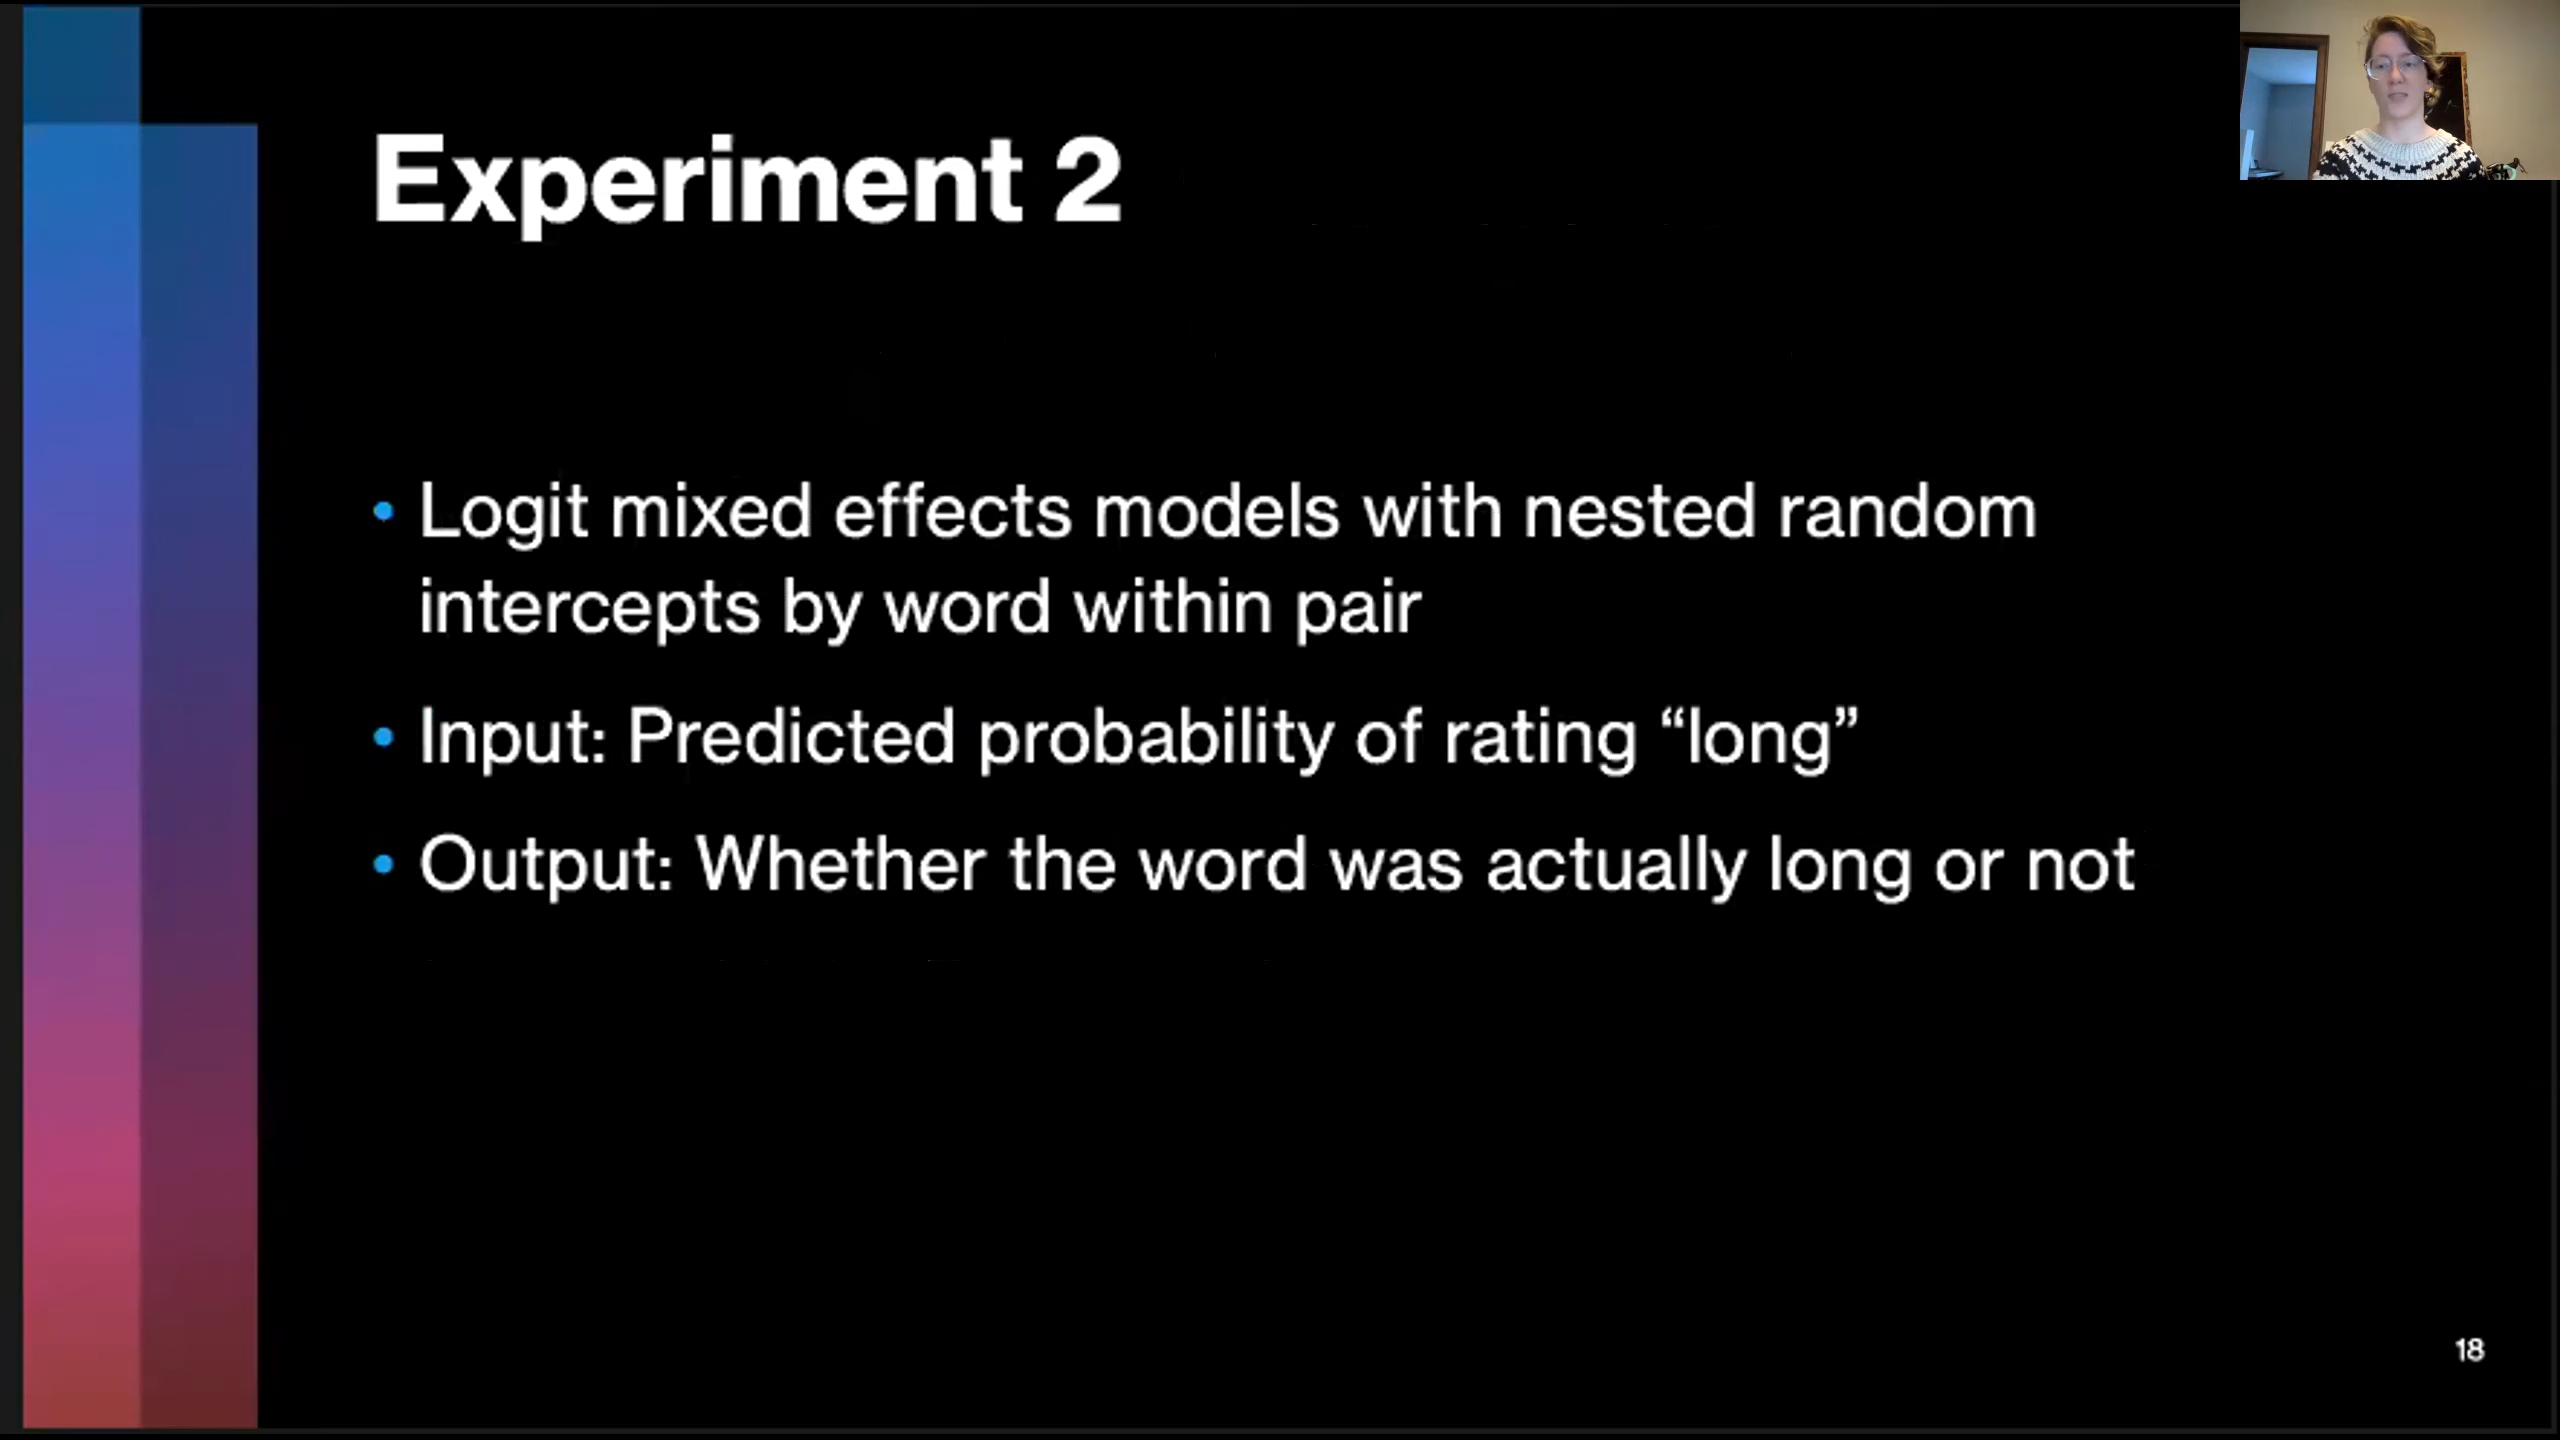 Experiment 2
• Logit mixed effects models with nested random
intercepts by word within pair
• Input: Predicted probability of rating “long”
• Output: Whether the word was actually long or not
18